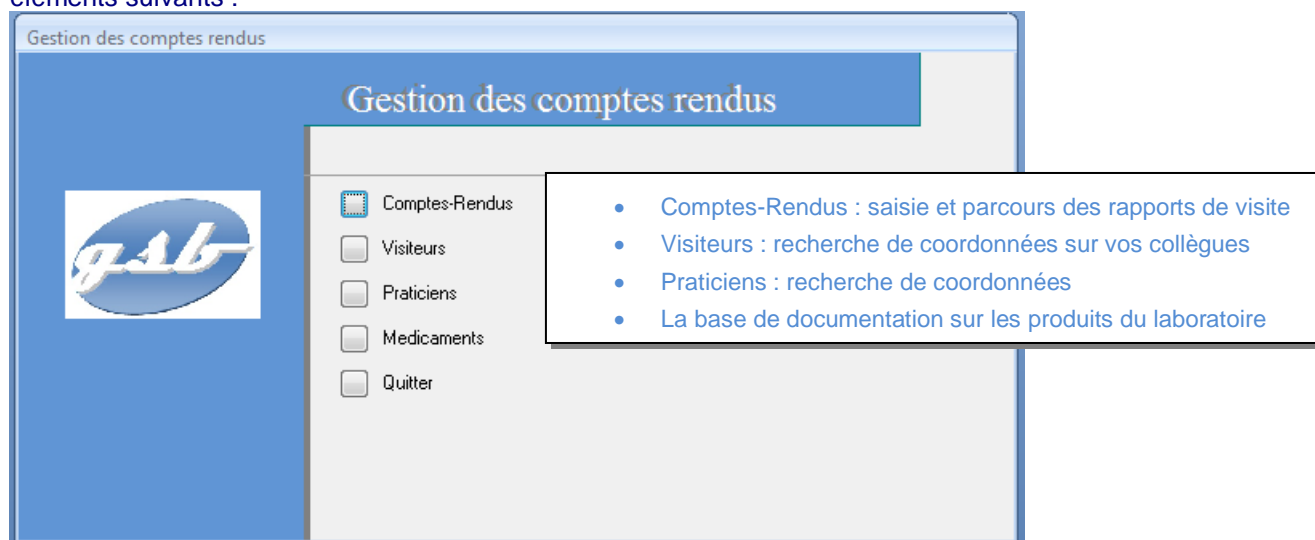 éléments suivants :
Gestion des comptes rendus
Gestion des comptes rendus
gsb
Comptes-Rendus
Visiteurs
Praticiens
Medicaments
Quitter
• Comptes-Rendus : saisie et parcours des rapports de visite
• Visiteurs : recherche de coordonnées sur vos collègues
• Praticiens : recherche de coordonnées
• La base de documentation sur les produits du laboratoire